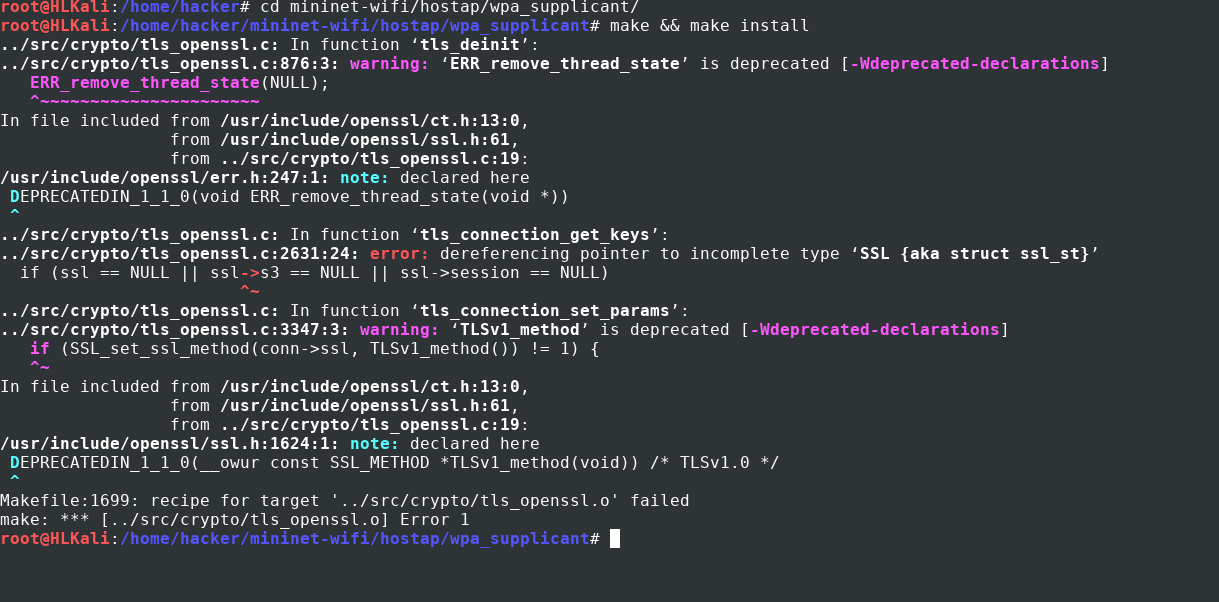 root@HLKali:/home/hacker# cd mininet-wifi/hostap/wpa_supplicant/
root@HLKali:/home/hacker/mininet-wifi/hostap/wpa_supplicant# make && make install
../src/crypto/tls_openssl.c: In function ‘tls_deinit’:
../src/crypto/tls_openssl.c:876:3: warning: ‘ERR_remove_thread_state’ is deprecated [-Wdeprecated-declarations]
   ERR_remove_thread_state(NULL);
   ^~~~~~~~~~~~~~~~~~~~~~~
In file included from /usr/include/openssl/ct.h:13:0,
                 from /usr/include/openssl/ssl.h:61,
                 from ../src/crypto/tls_openssl.c:19:
/usr/include/openssl/err.h:247:1: note: declared here
 DEPRECATEDIN_1_1_0(void ERR_remove_thread_state(void *))
 ^
../src/crypto/tls_openssl.c: In function ‘tls_connection_get_keys’:
../src/crypto/tls_openssl.c:2631:24: error: dereferencing pointer to incomplete type ‘SSL {aka struct ssl_st}’
  if (ssl == NULL || ssl->s3 == NULL || ssl->session == NULL)
                        ^~
../src/crypto/tls_openssl.c: In function ‘tls_connection_set_params’:
../src/crypto/tls_openssl.c:3347:3: warning: ‘TLSv1_method’ is deprecated [-Wdeprecated-declarations]
   if (SSL_set_ssl_method(conn->ssl, TLSv1_method()) != 1) {
   ^~
In file included from /usr/include/openssl/ct.h:13:0,
                 from /usr/include/openssl/ssl.h:61,
                 from ../src/crypto/tls_openssl.c:19:
/usr/include/openssl/ssl.h:1624:1: note: declared here
 DEPRECATEDIN_1_1_0(__owur const SSL_METHOD *TLSv1_method(void)) /* TLSv1.0 */
 ^
Makefile:1699: recipe for target '../src/crypto/tls_openssl.o' failed
make: *** [../src/crypto/tls_openssl.o] Error 1
root@HLKali:/home/hacker/mininet-wifi/hostap/wpa_supplicant#